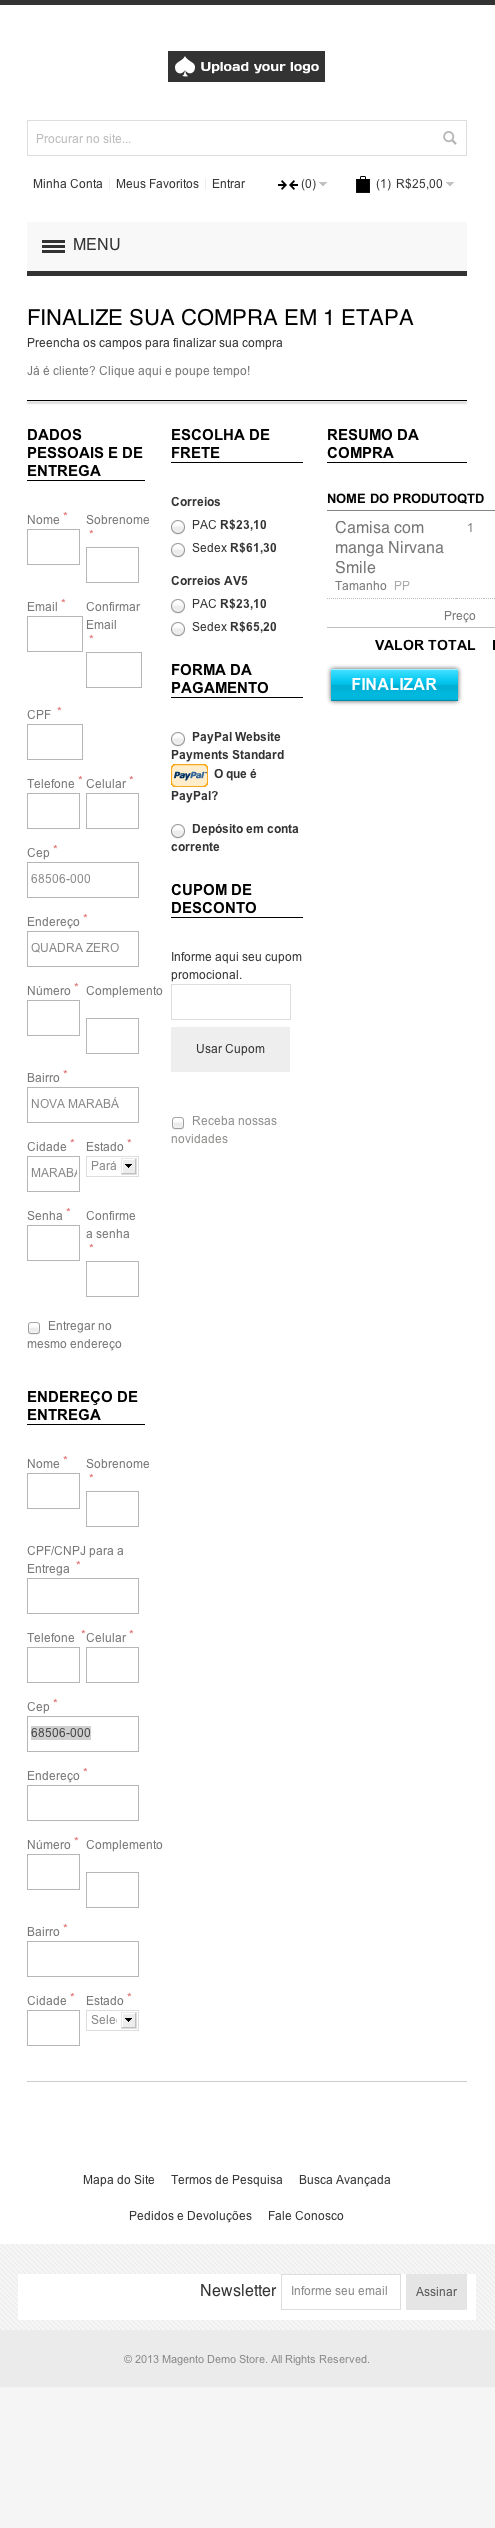 Upload your logo
Procurar no site...
Minha Conta Meus Favoritos Entrar (0) (1) R$25,00
MENU
FINALIZE SUA COMPRA EM 1 ETAPA
Preencha os campos para finalizar sua compra
Já é cliente? Clique aqui e poupe tempo!
DADOS
PESSOAIS E DE
ENTREGA
Nome * Sobrenome
*
Email * Confirmar
Email
*
CPF *
Telefone * Celular *
Cep *
68506-000
Endereço *
QUADRA ZERO
Número * Complemento
Bairro *
NOVA MARABÁ
Cidade * Estado *
MARABÁ Pará
Senha * Confirme
a senha
*
Entregar no
mesmo endereço
ENDEREÇO DE
ENTREGA
Nome * Sobrenome
*
CPF/CNPJ para a
Entrega *
Telefone * Celular *
Cep *
68506-000
Endereço *
Número * Complemento
Bairro *
Cidade * Estado *
Sele
ESCOLHA DE
FRETE
Correios
PAC R$23,10
Sedex R$61,30
Correios AV5
PAC R$23,10
Sedex R$65,20
FORMA DA
PAGAMENTO
PayPal Website
Payments Standard
PayPal O que é
PayPal?
Depósito em conta
corrente
CUPOM DE
DESCONTO
Informe aqui seu cupom
promocional.
Usar Cupom
Receba nossas
novidades
RESUMO DA
COMPRA
NOME DO PRODUTOQTD
Camisa com 1
manga Nirvana
Smile
Tamanho PP
Preço
VALOR TOTAL
FINALIZAR
Mapa do Site Termos de Pesquisa Busca Avançada
Pedidos e Devoluções Fale Conosco
Newsletter Informe seu email Assinar
© 2013 Magento Demo Store. All Rights Reserved.